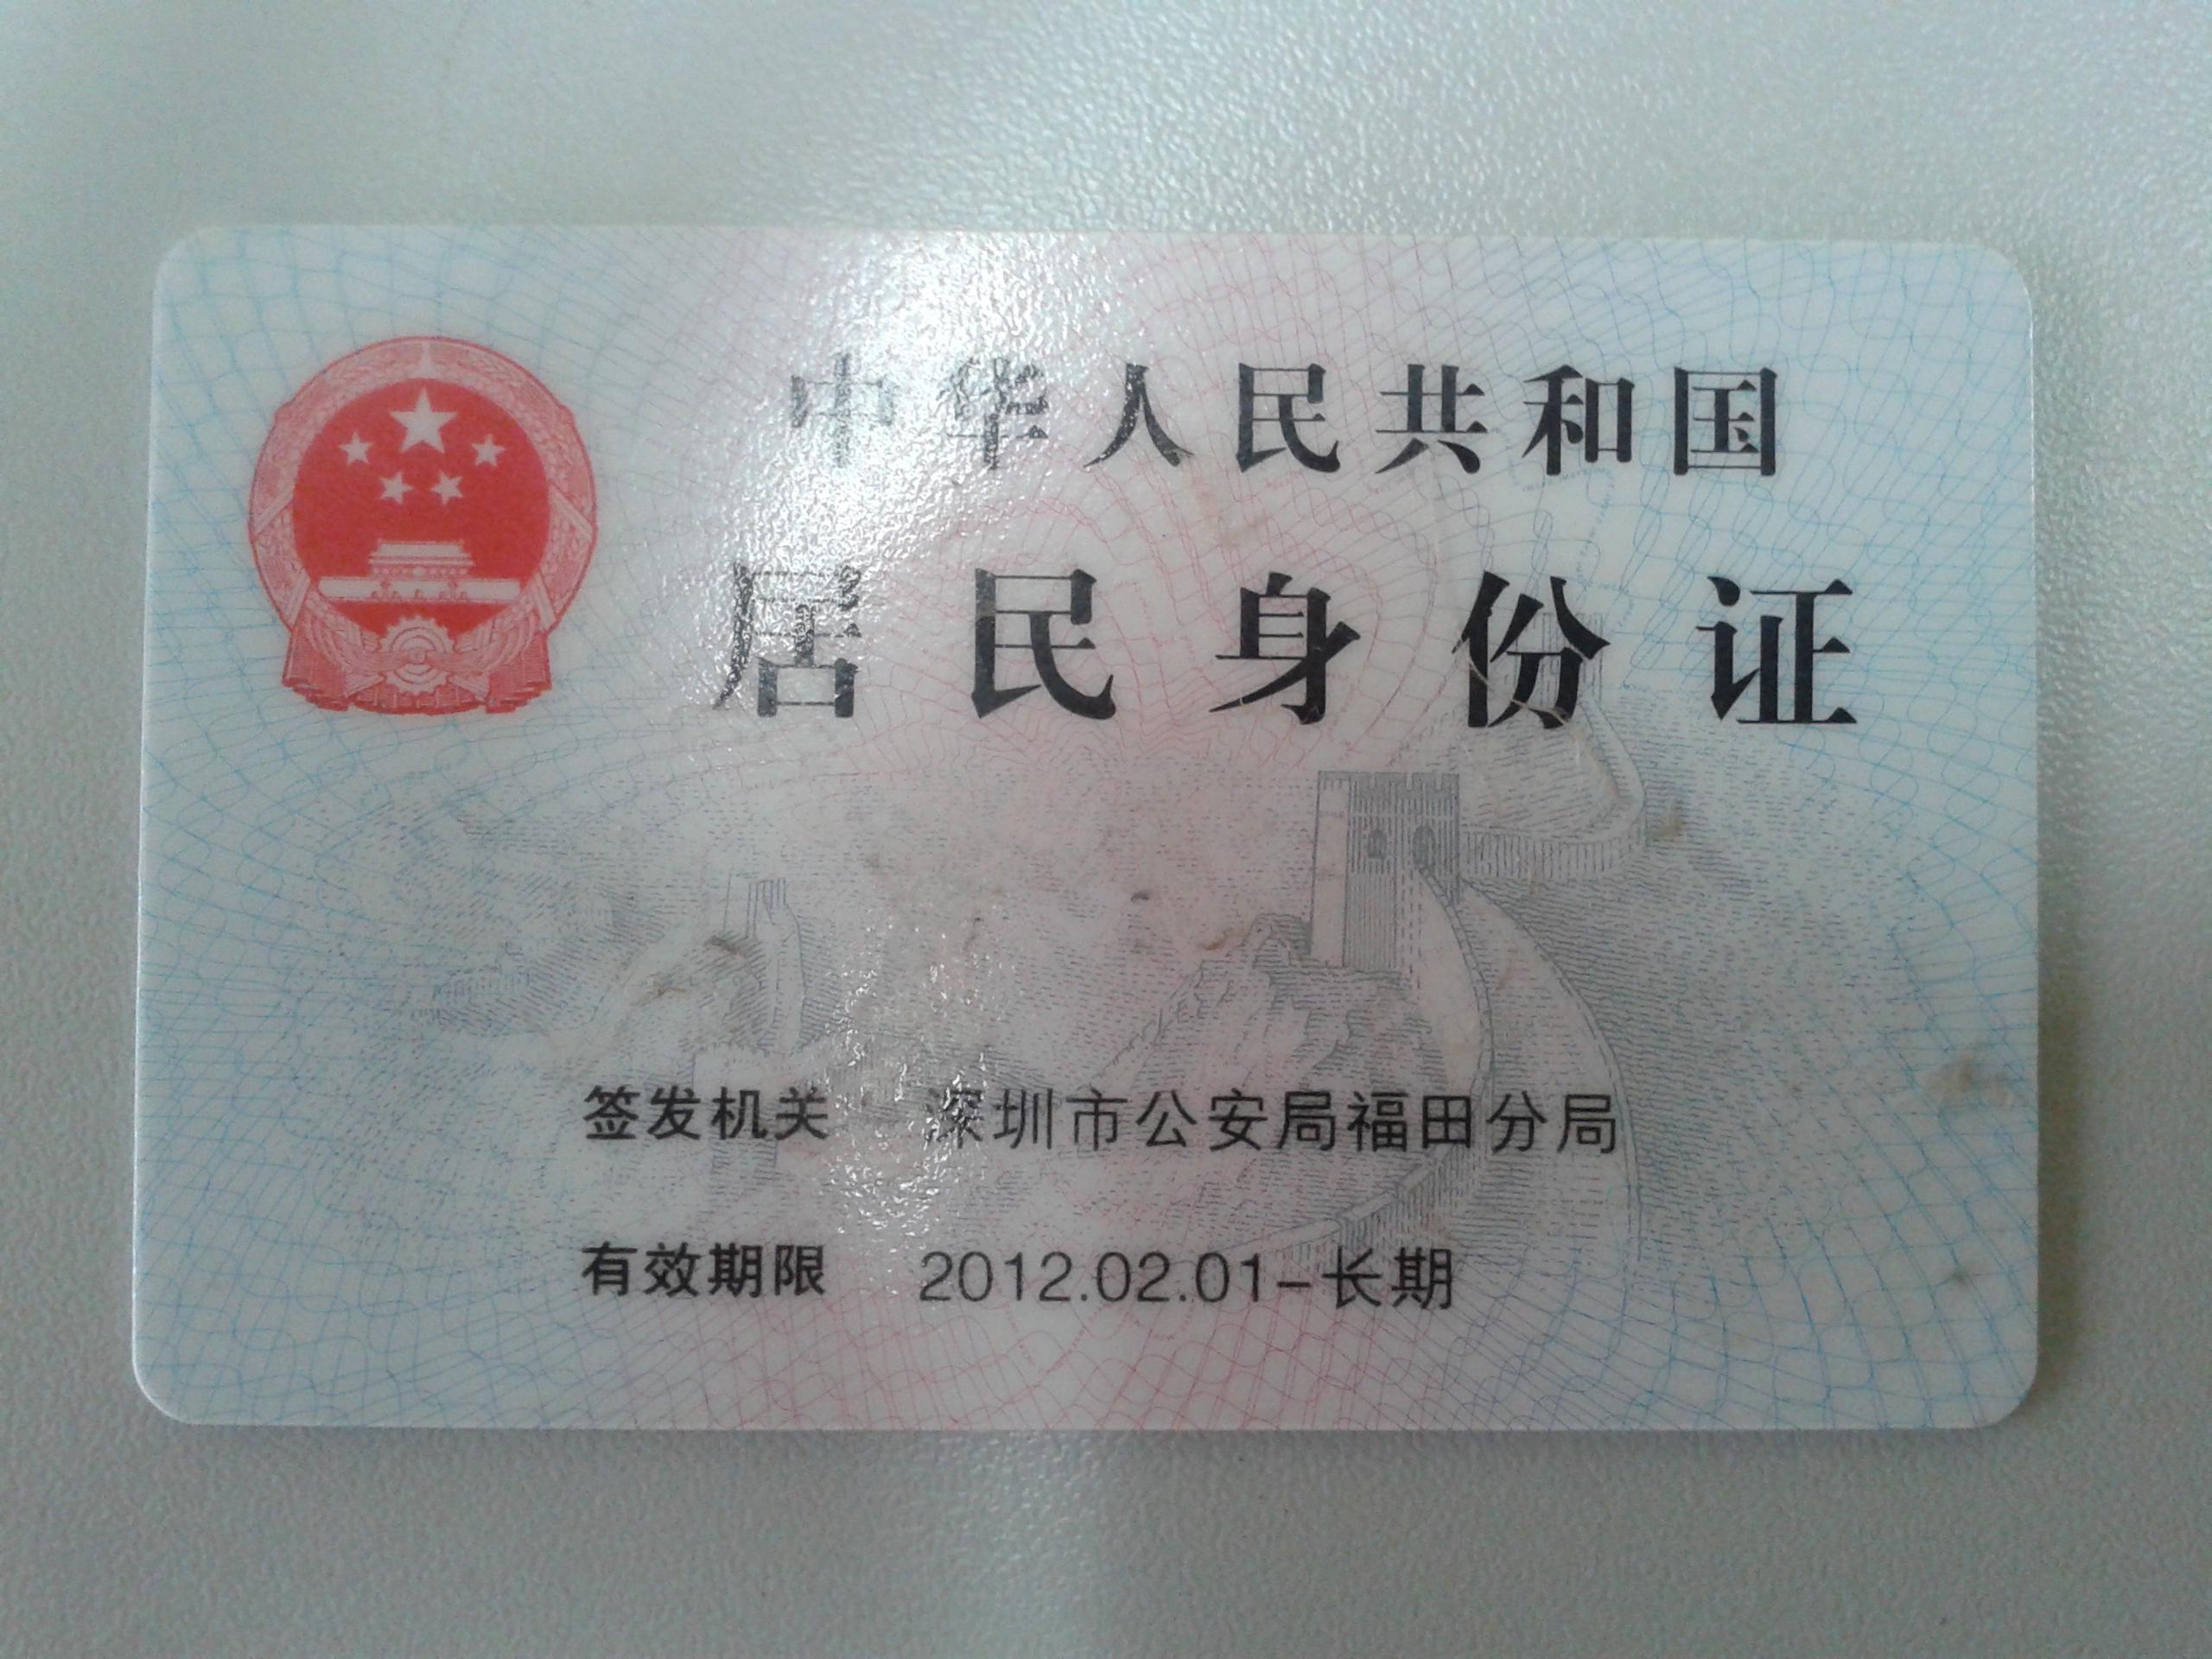 中华人民共和国
居民身份证
签发机关 深圳市公安局福田分局
有效期限 2012.02.01-长期